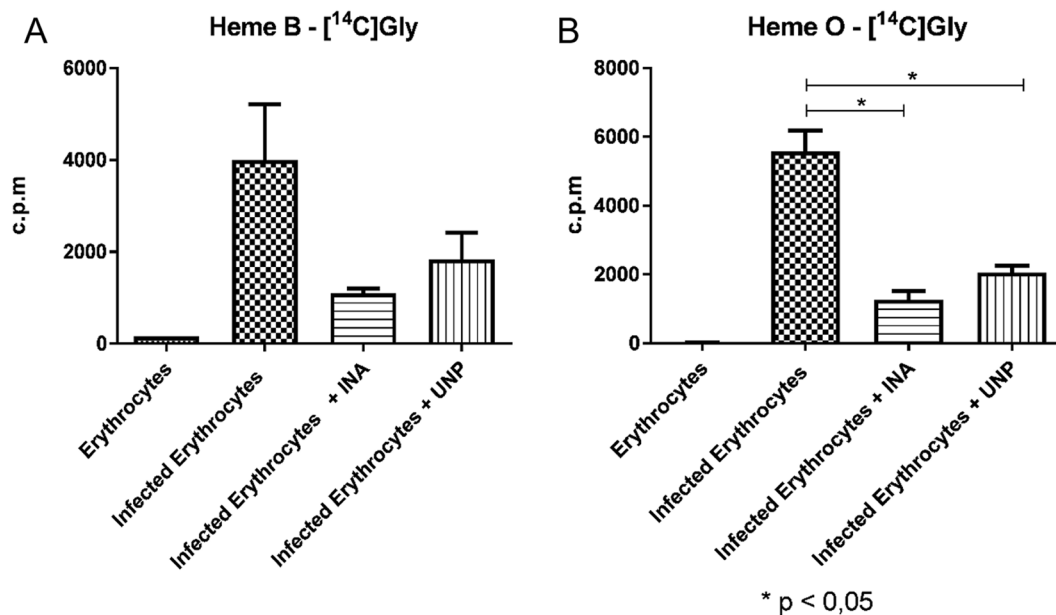 A
Heme B - [¹⁴C]Gly
6000
4000
2000
0
c.p.m
Erythrocytes
Infected Erythrocytes
Infected Erythrocytes + INA
Infected Erythrocytes + UNP
B
Heme O - [¹⁴C]Gly
8000
6000
4000
2000
0
c.p.m
*
*
Erythrocytes
Infected Erythrocytes
Infected Erythrocytes + INA
Infected Erythrocytes + UNP
* p < 0,05